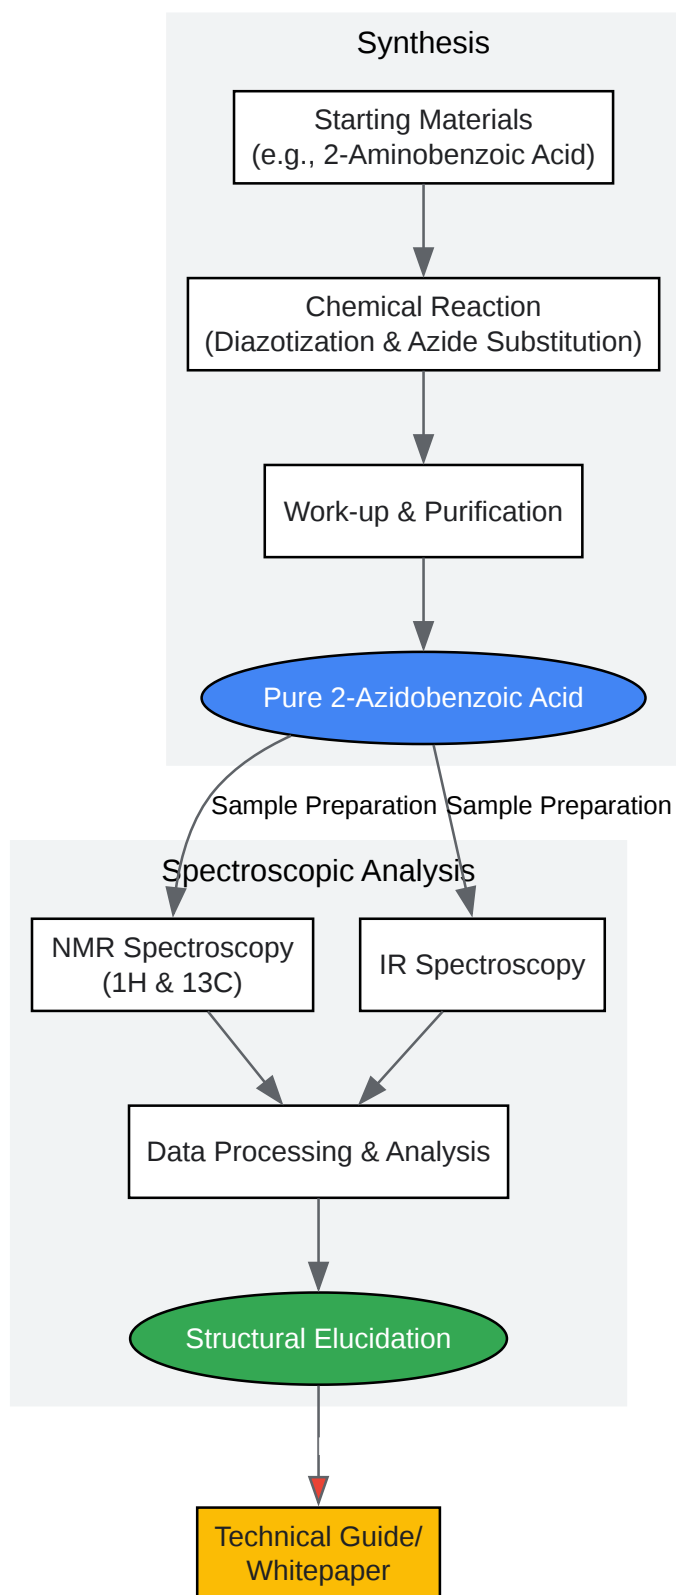 Synthesis
Starting Materials
(e.g., 2-Aminobenzoic Acid)
Chemical Reaction
(Diazotization & Azide Substitution)
Work-up & Purification
Pure 2-Azidobenzoic Acid
Sample Preparation
Sample Preparation
Spectroscopic Analysis
NMR Spectroscopy
(1H & 13C)
IR Spectroscopy
Data Processing & Analysis
Structural Elucidation
Technical Guide/
Whitepaper